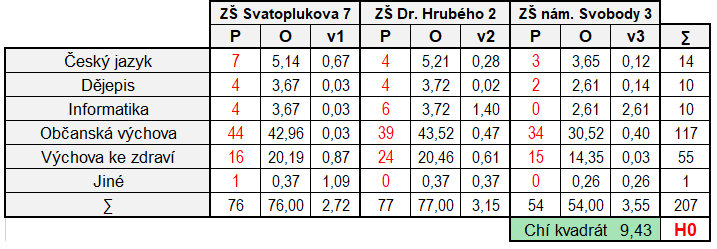 ZŠ Svatoplukova 7 ZŠ Dr. Hrubého 2 ZŠ nám. Svobody 3
P O v1 P O v2 P O v3 ∑
Český jazyk 7 5,14 0,67 4 5,21 0,28 3 3,65 0,12 14
Dějepis 4 3,67 0,03 4 3,72 0,02 2 2,61 0,14 10
Informatika 4 3,67 0,03 6 3,72 1,40 0 2,61 2,61 10
Občanská výchova 44 42,96 0,03 39 43,52 0,47 34 30,52 0,40 117
Výchova ke zdraví 16 20,19 0,87 24 20,46 0,61 15 14,35 0,03 55
Jiné 1 0,37 1,09 0 0,37 0,37 0 0,26 0,26 1
∑ 76 76,00 2,72 77 77,00 3,15 54 54,00 3,55 207
Chí kvadrát 9,43 H0